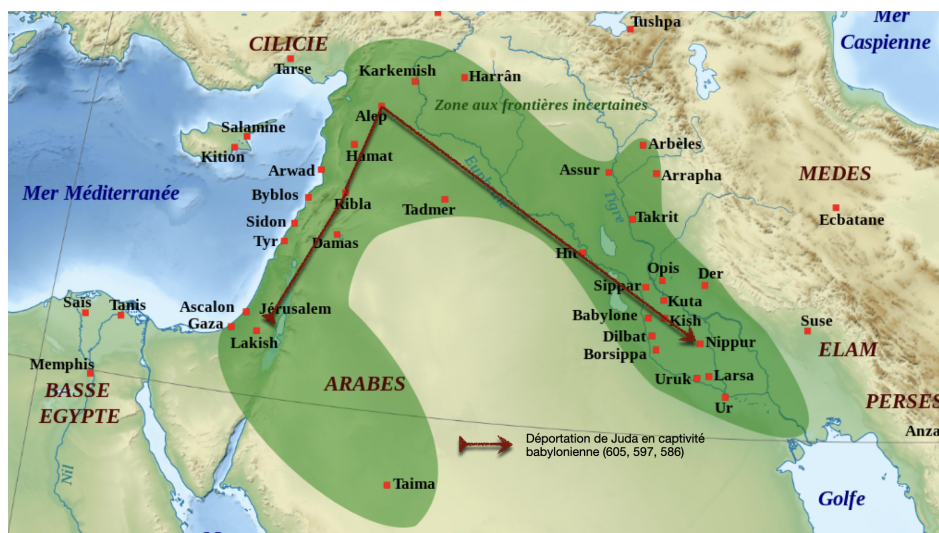 Mer
Caspienne
Tushpa
CILICIE
Tarse
Karkemish
Harrân
Zone aux frontières incertaines
Alep
Salamine
Kition
Hamat
Arbèles
Arwad
Assur
Arrapha
MEDES
Mer Méditerranée
Euphrate
Byblos
Ribla
Tadmer
Tigre
Takrit
Ecbatane
Sidon
Tyr
Damas
Hit
Opis
Der
Sippar
Kuta
Saïs
Tanis
Ascalon
Jérusalem
Gaza
Lakish
Babylone
Kish
Suse
Dilbat
Nippur
Borsippa
ELAM
Memphis
BASSE
EGYPTE
ARABES
Uruk
Larsa
Ur
PERSES
Anza
Déportation de Juda en captivité
babylonienne (605, 597, 586)
Nil
Taima
Golfe